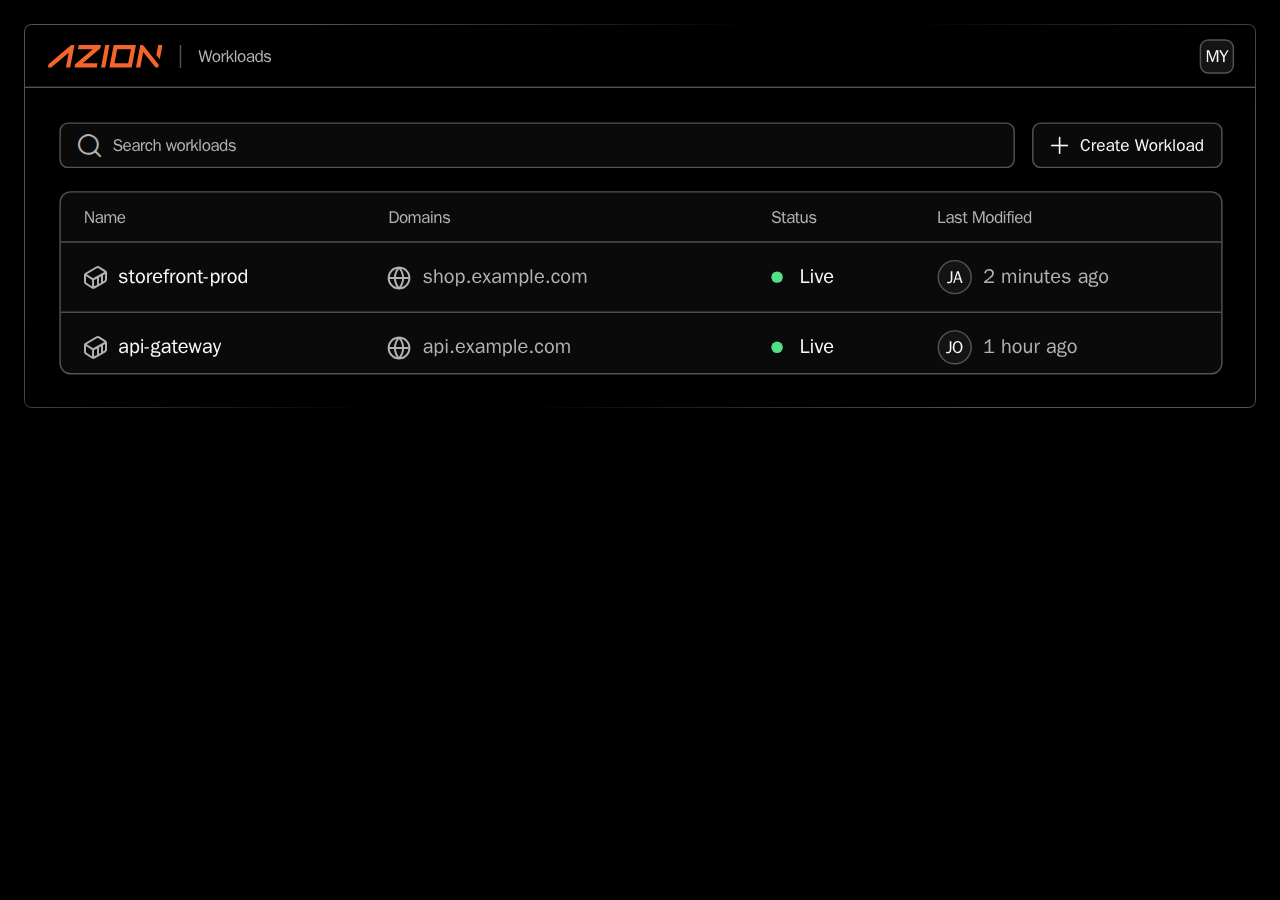 AZION Workloads MY
Search workloads Create Workload
Name Domains Status Last Modified
storefront-prod shop.example.com Live JA 2 minutes ago
api-gateway api.example.com Live JO 1 hour ago